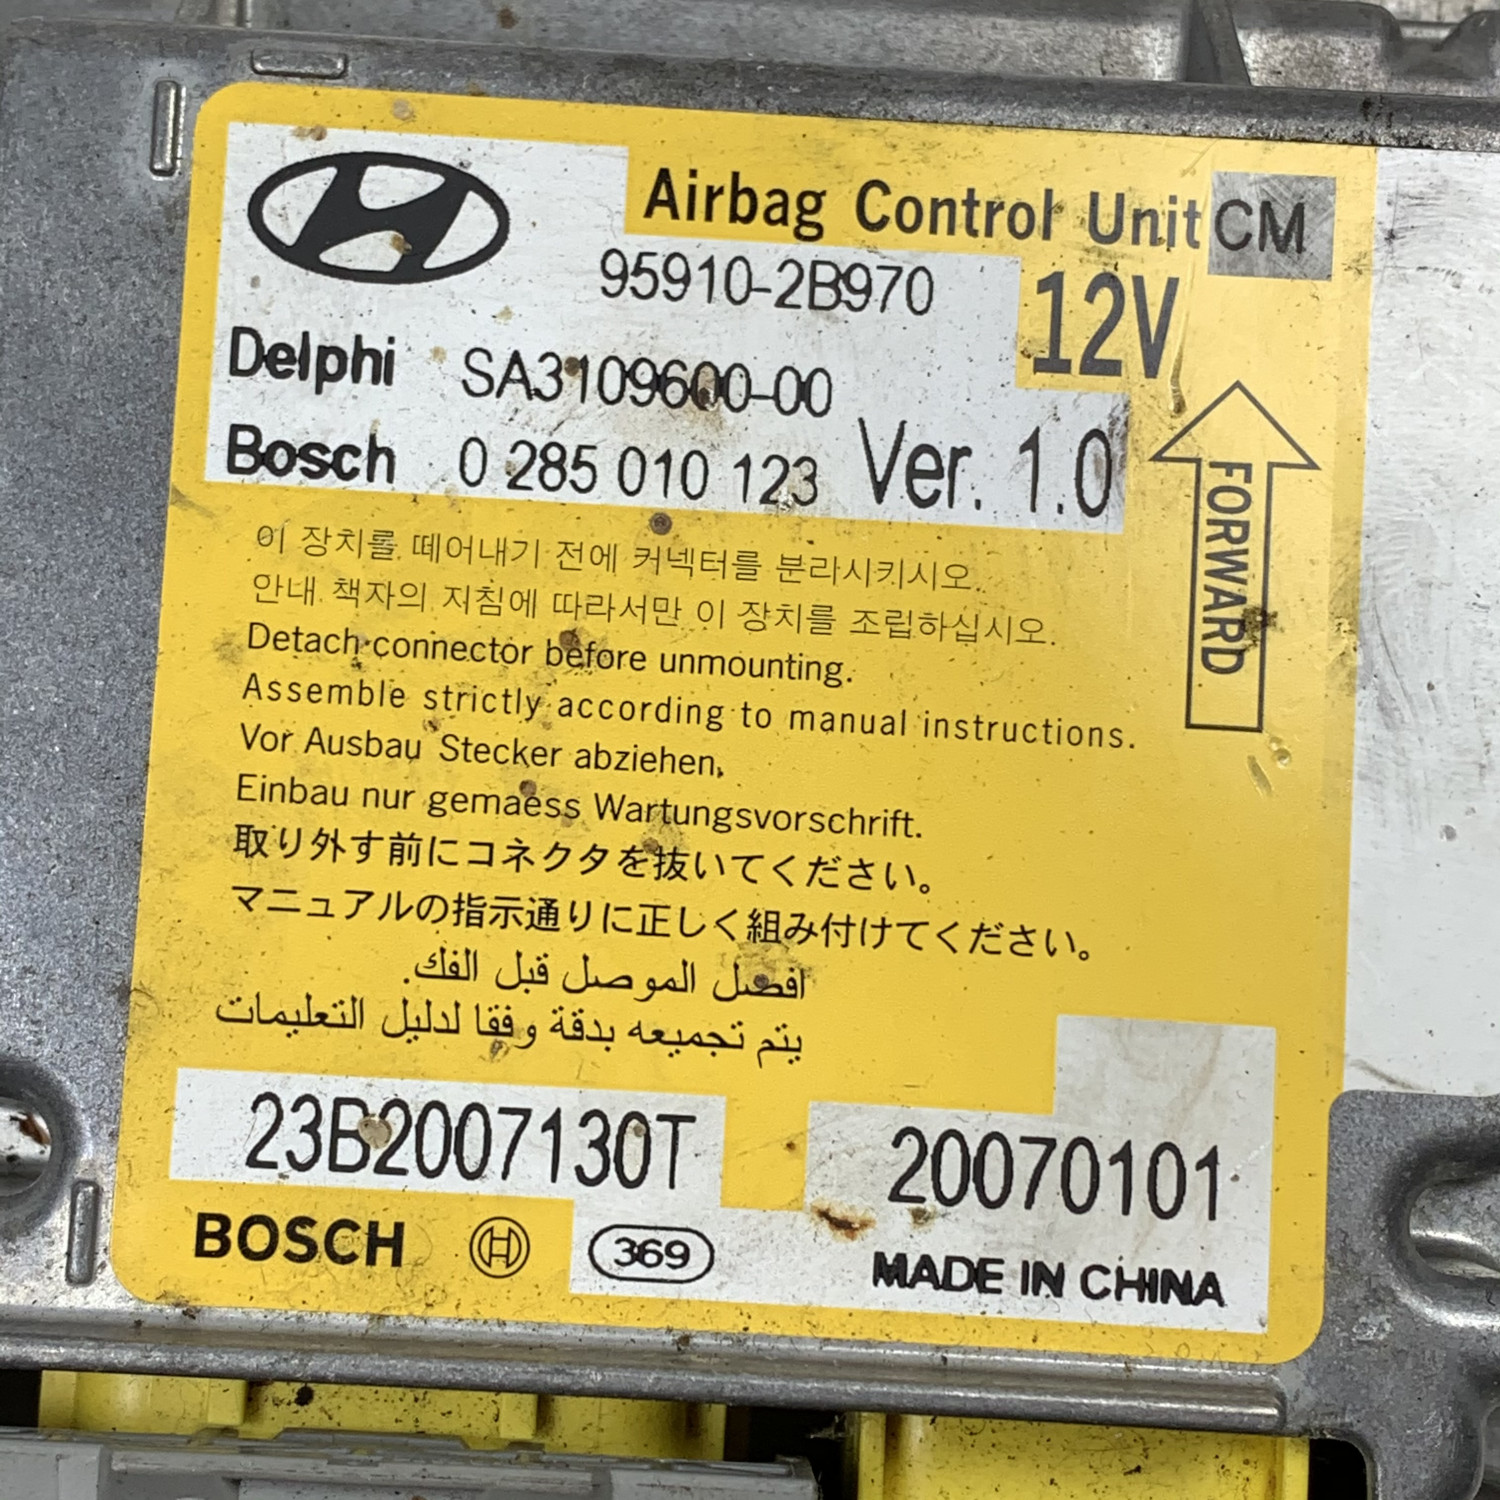 Airbag Control Unit CM
95910-2B970
12V
Delphi SA3109600-00
Bosch 0 285 010 123 Ver. 1.0
FORWARD
이 장치를 떼어내기 전에 커넥터를 분라시키시오.
안내 책자의 지침에 따라서만 이 장치를 조립하십시오.
Detach connector before unmounting.
Assemble strictly according to manual instructions.
Vor Ausbau Stecker abziehen.
Einbau nur gemaess Wartungsvorschrift.
取り外す前にコネクタを抜いてください。
マニュアルの指示通りに正しく組み付けてください。
افصل الموصل قبل الفك.
يتم تجميعه بدقة وفقا لدليل التعليمات
23B2007130T
20070101
BOSCH
369
MADE IN CHINA